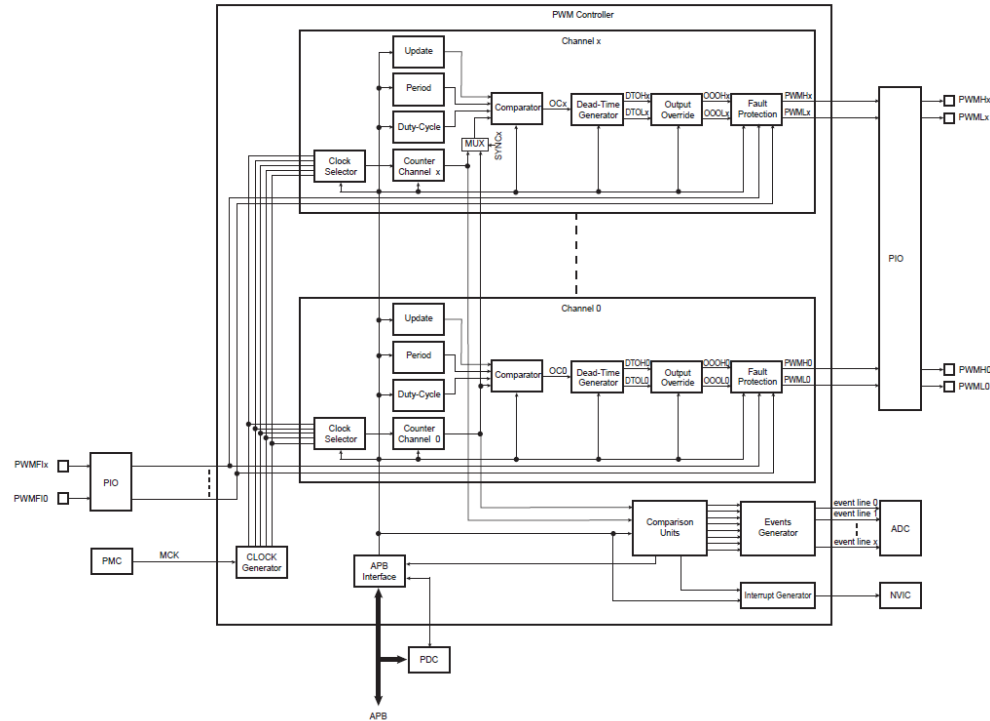 PWM Controller
Channel x
Update
Period
Comparator
OCx
Dead-Time
Generator
DTOHx
DTOLx
Output
Override
OOOHx
OOOLx
Fault
Protection
PWMHx
PWMLx
PWMHx
PWMLx
Duty-Cycle
MUX
SYNCx
Clock
Selector
Counter
Channel x
PIO
Channel 0
Update
Period
Comparator
OC0
Dead-Time
Generator
DTOH0
DTOL0
Output
Override
OOOH0
OOOL0
Fault
Protection
PWMH0
PWML0
PWMH0
PWML0
Duty-Cycle
Clock
Selector
Counter
Channel 0
PWMFIx
PWMFI0
PIO
Comparison
Units
Events
Generator
event line 0
event line 1
event line x
ADC
PMC
MCK
CLOCK
Generator
APB
Interface
Interrupt Generator
NVIC
PDC
APB